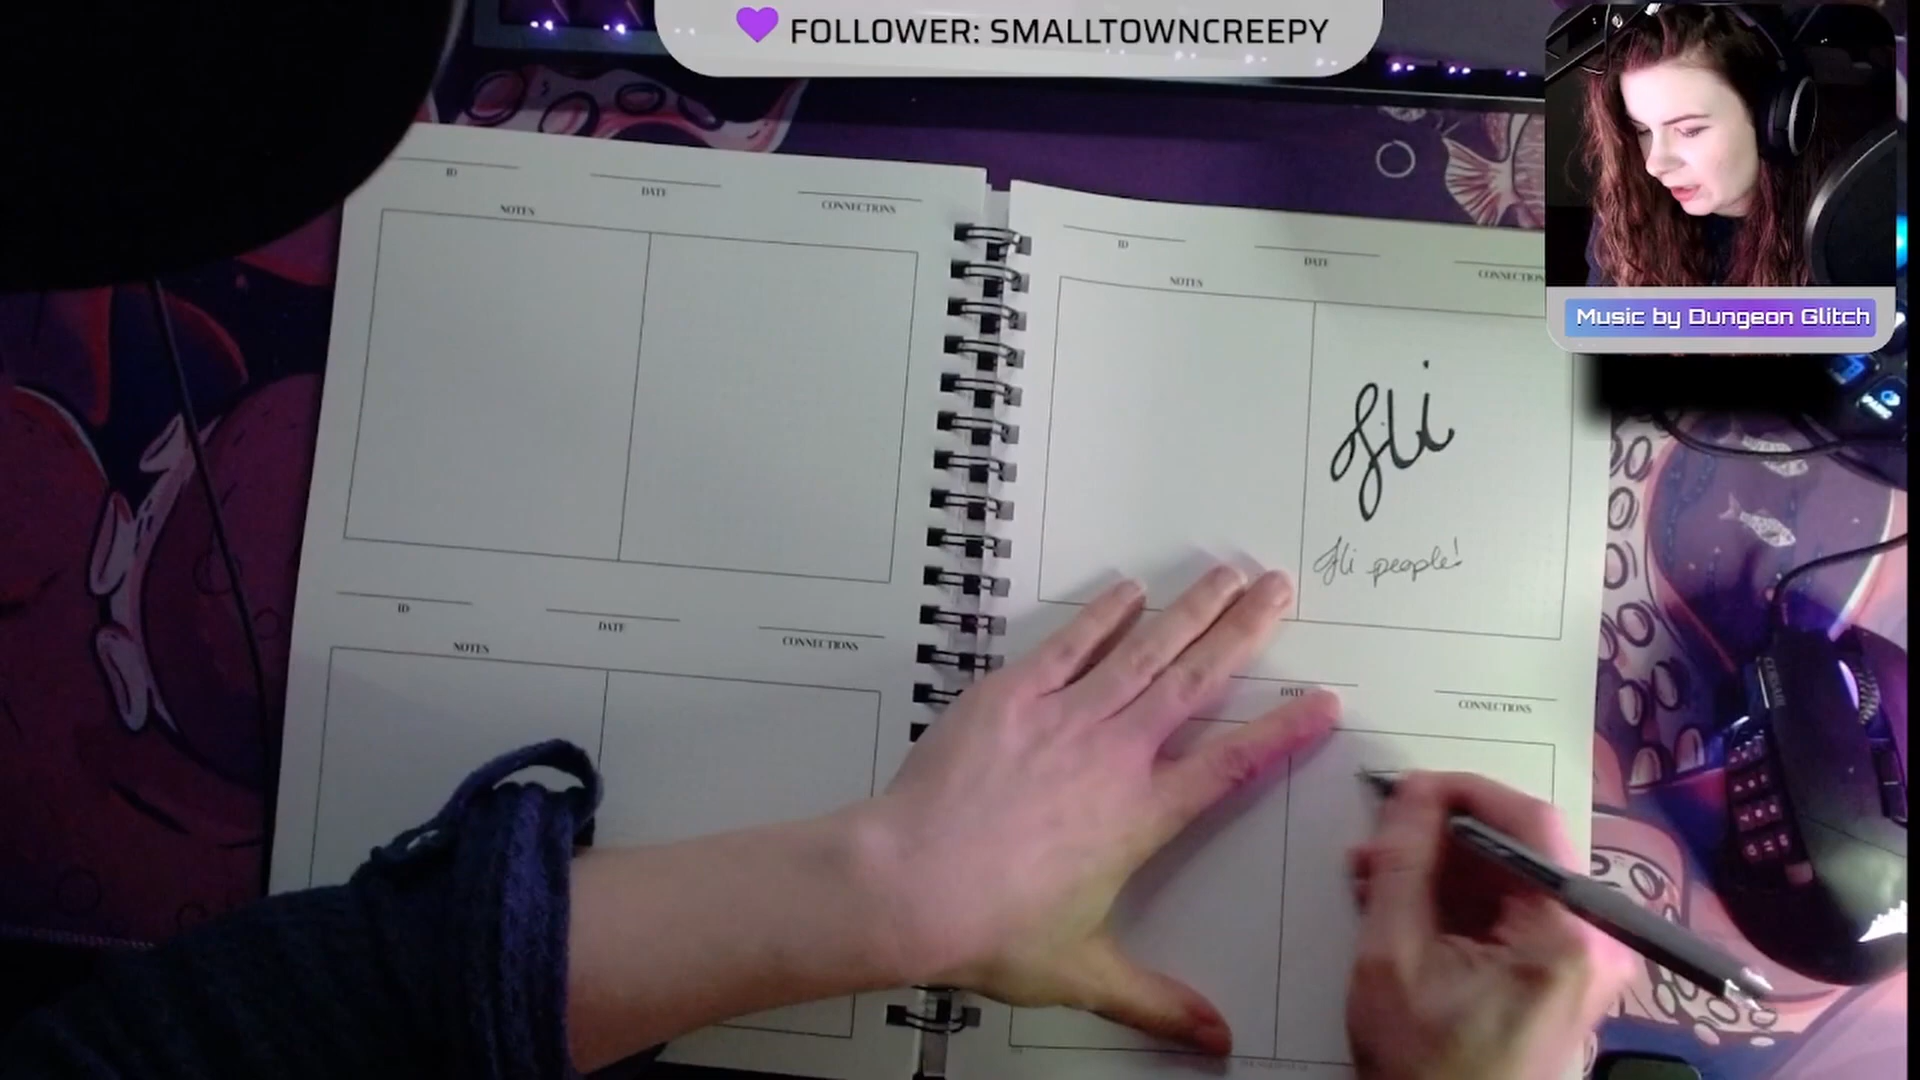 FOLLOWER: SMALLTOWNCREEPY
Music by Dungeon Glitch
ID
DATE
CONNECTIONS
NOTES
ID
DATE
CONNECTIONS
NOTES
ID
DATE
CONNECTIONS
NOTES
Hi
Hi people!
DATE
CONNECTIONS
CORSAIR